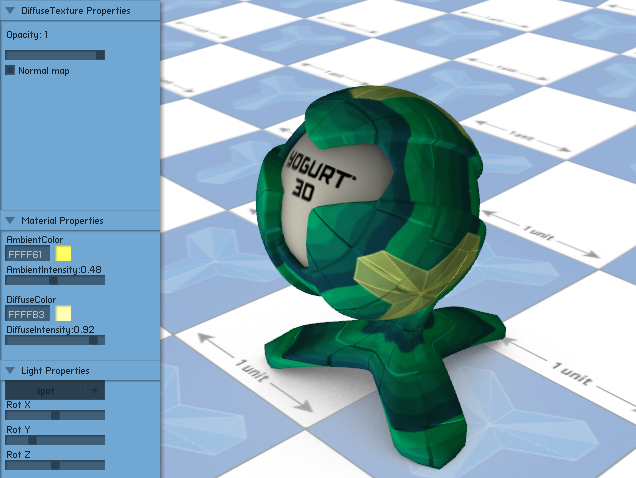 DiffuseTexture Properties
Opacity: 1
Normal map
Material Properties
AmbientColor
FFFF61
AmbientIntensity:0.48
DiffuseColor
FFFFB3
DiffuseIntensity:0.92
Light Properties
spot +
Rot X
Rot Y
Rot Z
YOGURT
3D
1 unit
1 unit
1 unit
1 unit